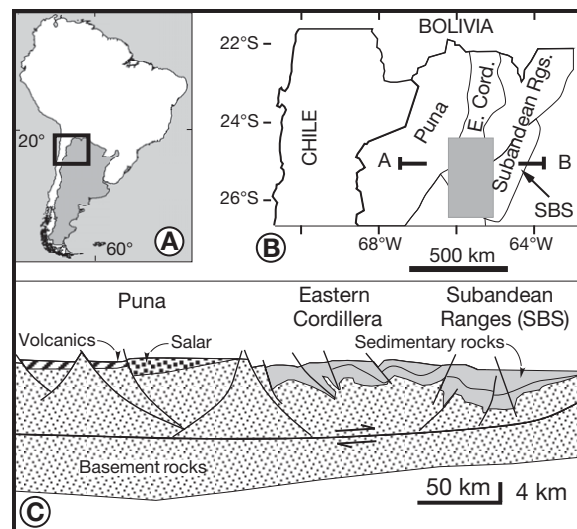 20°
60°
A
BOLIVIA
22°S
24°S
26°S
CHILE
Puna
E. Cord.
Subandean Rgs.
A
B
SBS
B
68°W
64°W
500 km
Puna
Eastern
Cordillera
Subandean
Ranges (SBS)
Volcanics
Salar
Sedimentary rocks
Basement rocks
C
50 km
4 km